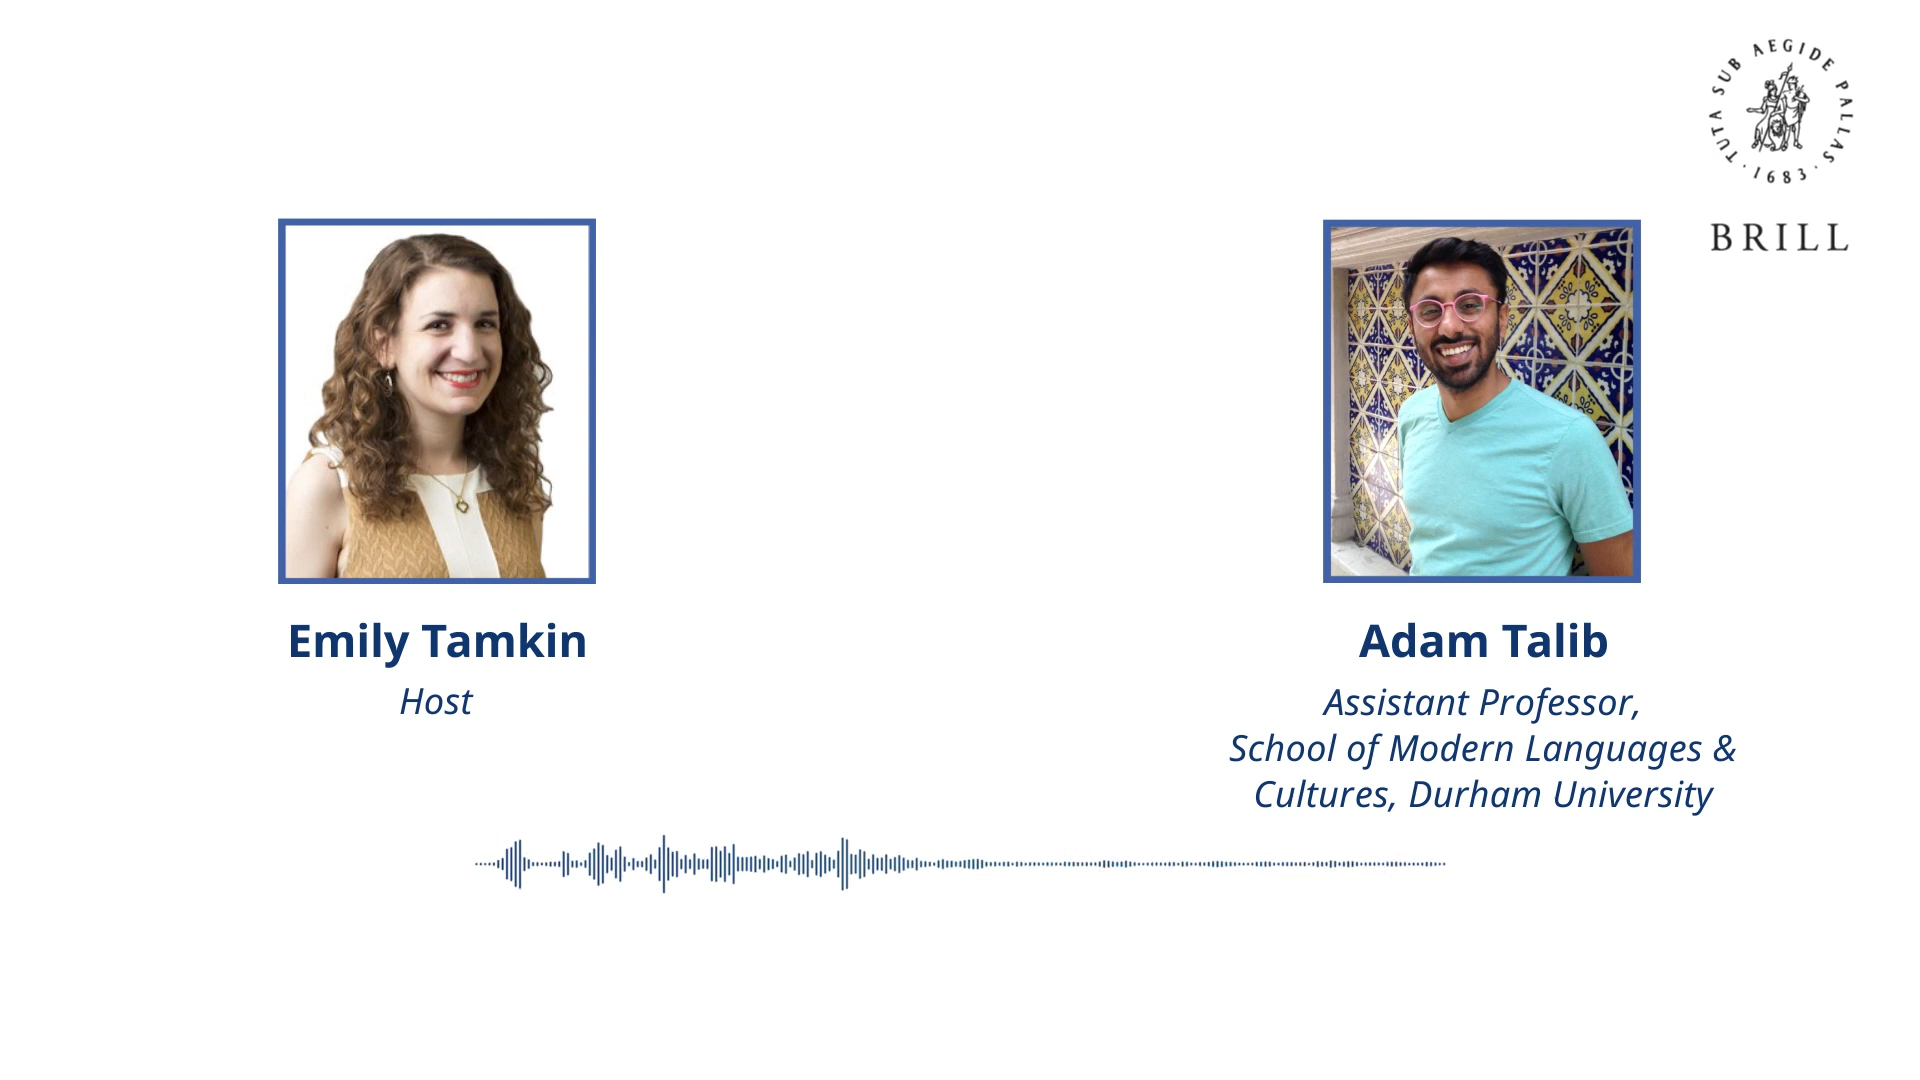 TUTA SUB AEGIDE PALLAS · 1683 ·
BRILL
Emily Tamkin
Host
Adam Talib
Assistant Professor,
School of Modern Languages &
Cultures, Durham University